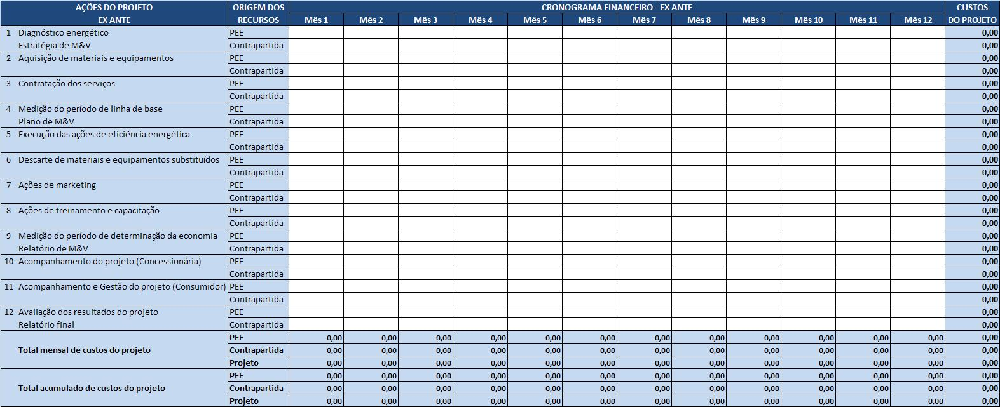 AÇÕES DO PROJETO ORIGEM DOS CRONOGRAMA FINANCEIRO - EX ANTE CUSTOS
EX ANTE RECURSOS Mês 1 Mês 2 Mês 3 Mês 4 Mês 5 Mês 6 Mês 7 Mês 8 Mês 9 Mês 10 Mês 11 Mês 12 DO PROJETO
1 Diagnóstico energético PEE 0,00
Estratégia de M&V Contrapartida 0,00
2 Aquisição de materiais e equipamentos PEE 0,00
Contrapartida 0,00
3 Contratação dos serviços PEE 0,00
Contrapartida 0,00
4 Medição do período de linha de base PEE 0,00
Plano de M&V Contrapartida 0,00
5 Execução das ações de eficiência energética PEE 0,00
Contrapartida 0,00
6 Descarte de materiais e equipamentos substituídos PEE 0,00
Contrapartida 0,00
7 Ações de marketing PEE 0,00
Contrapartida 0,00
8 Ações de treinamento e capacitação PEE 0,00
Contrapartida 0,00
9 Medição do período de determinação da economia PEE 0,00
Relatório de M&V Contrapartida 0,00
10 Acompanhamento do projeto (Concessionária) PEE 0,00
Contrapartida 0,00
11 Acompanhamento e Gestão do projeto (Consumidor) PEE 0,00
Contrapartida 0,00
12 Avaliação dos resultados do projeto PEE 0,00
Relatório final Contrapartida 0,00
PEE 0,00 0,00 0,00 0,00 0,00 0,00 0,00 0,00 0,00 0,00 0,00 0,00 0,00
Total mensal de custos do projeto Contrapartida 0,00 0,00 0,00 0,00 0,00 0,00 0,00 0,00 0,00 0,00 0,00 0,00 0,00
Projeto 0,00 0,00 0,00 0,00 0,00 0,00 0,00 0,00 0,00 0,00 0,00 0,00 0,00
PEE 0,00 0,00 0,00 0,00 0,00 0,00 0,00 0,00 0,00 0,00 0,00 0,00 0,00
Total acumulado de custos do projeto Contrapartida 0,00 0,00 0,00 0,00 0,00 0,00 0,00 0,00 0,00 0,00 0,00 0,00 0,00
Projeto 0,00 0,00 0,00 0,00 0,00 0,00 0,00 0,00 0,00 0,00 0,00 0,00 0,00